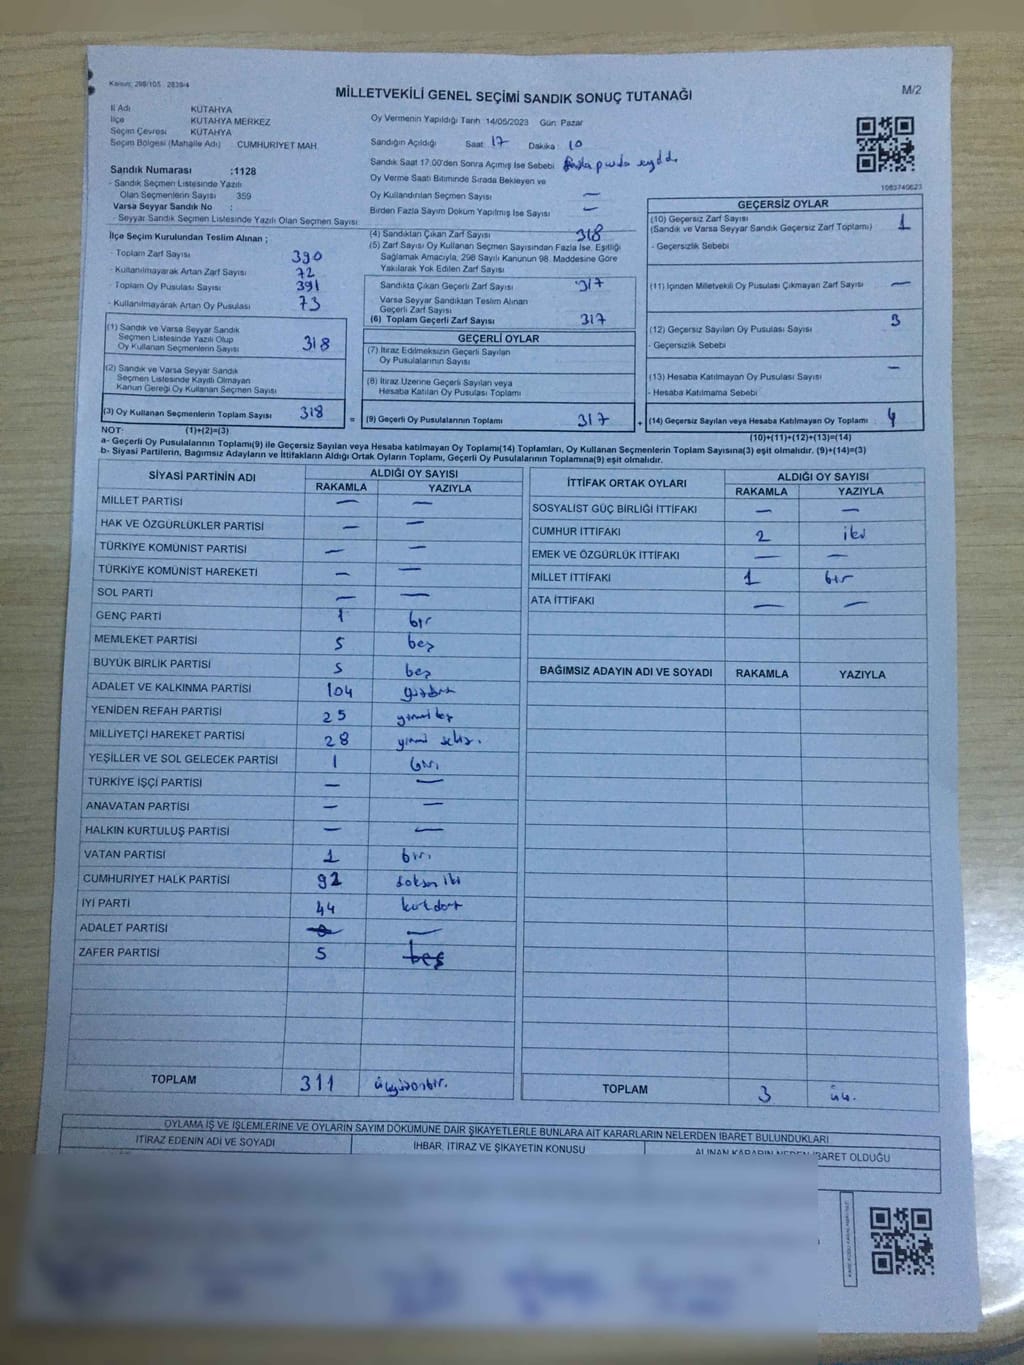 Kanun: 298/105 2839/4
MİLLETVEKİLİ GENEL SEÇİMİ SANDIK SONUÇ TUTANAĞI
M/2
İl Adı KÜTAHYA
İlçe KÜTAHYA MERKEZ
Seçim Çevresi KÜTAHYA
Seçim Bölgesi (Mahalle Adı) CUMHURİYET MAH.
Oy Vermenin Yapıldığı Tarih 14/05/2023 Gün: Pazar
Sandığın Açıldığı Saat: 17 Dakika: 10
Sandık Saat 17:00'den Sonra Açımış İse Sebebi
Oy Verme Saati Bitiminde Sırada Bekleyen ve
Oy Kullandırılan Seçmen Sayısı —
Birden Fazla Sayım Döküm Yapılmış İse Sayısı —
Sandık Numarası :1128
- Sandık Seçmen Listesinde Yazılı
Olan Seçmenlerin Sayısı 359
Varsa Seyyar Sandık No :
- Seyyar Sandık Seçmen Listesinde Yazılı Olan Seçmen Sayısı:
İlçe Seçim Kurulundan Teslim Alınan ;
- Toplam Zarf Sayısı 390
- Kullanılmayarak Artan Zarf Sayısı 72
- Toplam Oy Pusulası Sayısı 391
- Kullanılmayarak Artan Oy Pusulası 73
(1) Sandık ve Varsa Seyyar Sandık
Seçmen Listesinde Yazılı Olup
Oy Kullanan Seçmenlerin Sayısı 318
(2) Sandık ve Varsa Seyyar Sandık
Seçmen Listesinde Kayıtlı Olmayan
Kanun Gereği Oy Kullanan Seçmen Sayısı
(3) Oy Kullanan Seçmenlerin Toplam Sayısı 318
(4) Sandıktan Çıkan Zarf Sayısı 318
(5) Zarf Sayısı Oy Kullanan Seçmen Sayısından Fazla İse, Eşitliği
Sağlamak Amacıyla, 298 Sayılı Kanunun 98. Maddesine Göre
Yakılarak Yok Edilen Zarf Sayısı
Sandıkta Çıkan Geçerli Zarf Sayısı 317
Varsa Seyyar Sandıktan Teslim Alınan
Geçerli Zarf Sayısı
(6) Toplam Geçerli Zarf Sayısı 317
GEÇERLİ OYLAR
(7) İtiraz Edilmeksizin Geçerli Sayılan
Oy Pusulalarının Sayısı
(8) İtiraz Üzerine Geçerli Sayılan veya
Hesaba Katılan Oy Pusulası Toplamı
= (9) Geçerli Oy Pusulalarının Toplamı 317
1083740623
GEÇERSİZ OYLAR
(10) Geçersiz Zarf Sayısı 1
(Sandık ve Varsa Seyyar Sandık Geçersiz Zarf Toplamı)
- Geçersizlik Sebebi
(11) İçinden Milletvekili Oy Pusulası Çıkmayan Zarf Sayısı —
(12) Geçersiz Sayılan Oy Pusulası Sayısı 3
- Geçersizlik Sebebi
(13) Hesaba Katılmayan Oy Pusulası Sayısı —
- Hesaba Katılmama Sebebi
+ (14) Geçersiz Sayılan veya Hesaba Katılmayan Oy Toplamı 4
NOT: (1)+(2)=(3)
(10)+(11)+(12)+(13)=(14)
a- Geçerli Oy Pusulalarının Toplamı(9) ile Geçersiz Sayılan veya Hesaba katılmayan Oy Toplamı(14) Toplamları, Oy Kullanan Seçmenlerin Toplam Sayısına(3) eşit olmalıdır. (9)+(14)=(3)
b- Siyasi Partilerin, Bağımsız Adayların ve İttifakların Aldığı Ortak Oyların Toplamı, Geçerli Oy Pusulalarının Toplamına(9) eşit olmalıdır.
SİYASİ PARTİNİN ADI ALDIĞI OY SAYISI
RAKAMLA YAZIYLA
MİLLET PARTİSİ — —
HAK VE ÖZGÜRLÜKLER PARTİSİ — —
TÜRKİYE KOMÜNİST PARTİSİ — —
TÜRKİYE KOMÜNİST HAREKETİ — —
SOL PARTİ — —
GENÇ PARTİ 1 bir
MEMLEKET PARTİSİ 5 beş
BÜYÜK BİRLİK PARTİSİ 5 beş
ADALET VE KALKINMA PARTİSİ 104
YENİDEN REFAH PARTİSİ 25 yirmi beş
MİLLİYETÇİ HAREKET PARTİSİ 28 yirmi sekiz.
YEŞİLLER VE SOL GELECEK PARTİSİ 1 bir
TÜRKİYE İŞÇİ PARTİSİ — —
ANAVATAN PARTİSİ — —
HALKIN KURTULUŞ PARTİSİ — —
VATAN PARTİSİ 1 bir.
CUMHURİYET HALK PARTİSİ 92 doksan iki
İYİ PARTİ 44 kırkdört
ADALET PARTİSİ — —
ZAFER PARTİSİ 5 beş
TOPLAM 311 üçyüzonbir.
İTTİFAK ORTAK OYLARI ALDIĞI OY SAYISI
RAKAMLA YAZIYLA
SOSYALİST GÜÇ BİRLİĞİ İTTİFAKI — —
CUMHUR İTTİFAKI 2 iki
EMEK VE ÖZGÜRLÜK İTTİFAKI — —
MİLLET İTTİFAKI 1 bir
ATA İTTİFAKI — —
BAĞIMSIZ ADAYIN ADI VE SOYADI RAKAMLA YAZIYLA
TOPLAM 3 üç.
OYLAMA İŞ VE İŞLEMLERİNE VE OYLARIN SAYIM DÖKÜMÜNE DAİR ŞİKAYETLERLE BUNLARA AİT KARARLARIN NELERDEN İBARET BULUNDUKLARI
İTİRAZ EDENİN ADI VE SOYADI İHBAR, İTİRAZ VE ŞİKAYETİN KONUSU ALINAN KARARIN NEDEN İBARET OLDUĞU